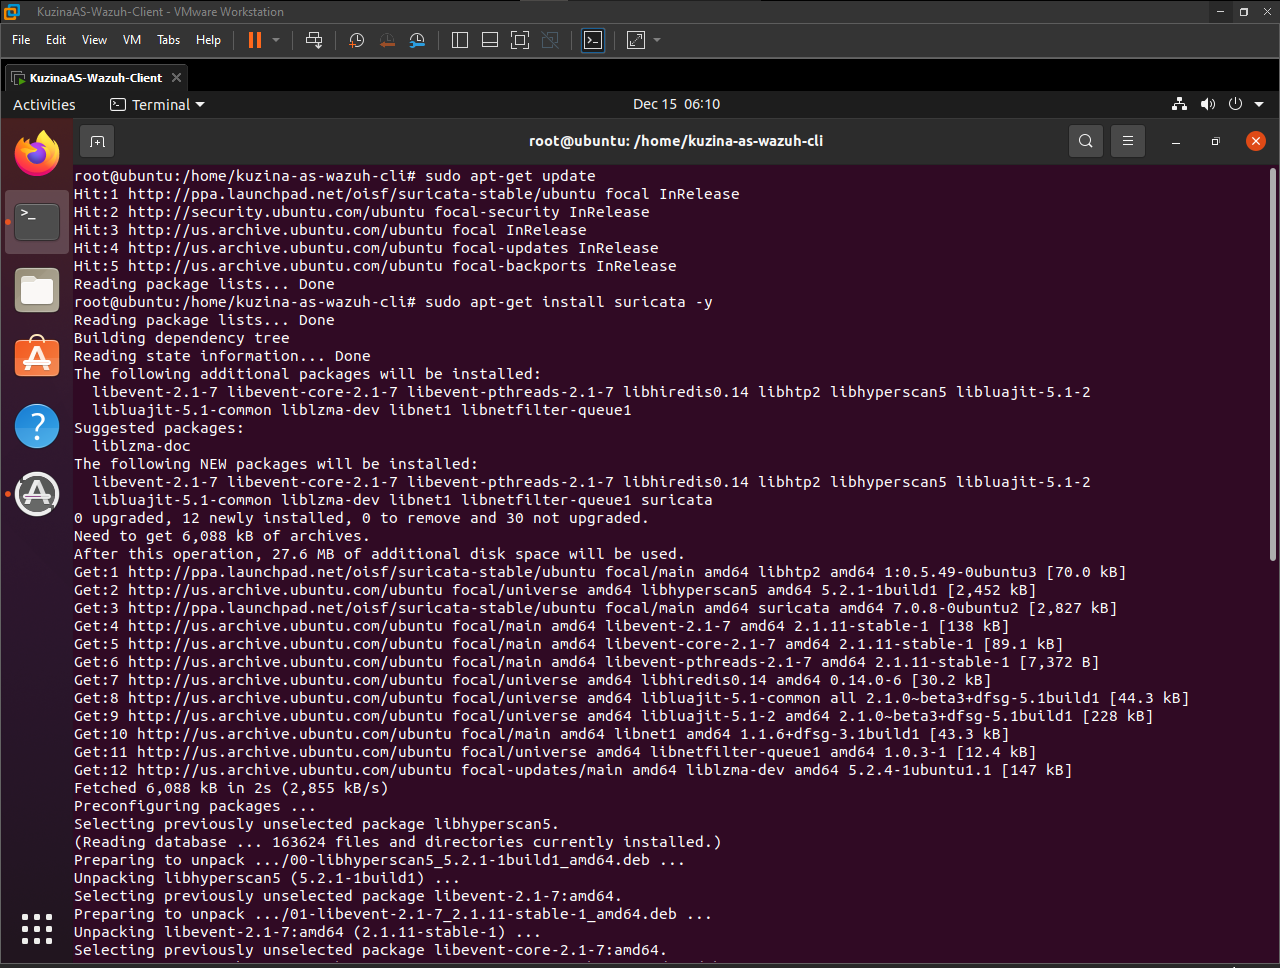 KuzinaAS-Wazuh-Client - VMware Workstation
File Edit View VM Tabs Help
KuzinaAS-Wazuh-Client
Activities Terminal Dec 15 06:10
root@ubuntu: /home/kuzina-as-wazuh-cli
root@ubuntu:/home/kuzina-as-wazuh-cli# sudo apt-get update
Hit:1 http://ppa.launchpad.net/oisf/suricata-stable/ubuntu focal InRelease
Hit:2 http://security.ubuntu.com/ubuntu focal-security InRelease
Hit:3 http://us.archive.ubuntu.com/ubuntu focal InRelease
Hit:4 http://us.archive.ubuntu.com/ubuntu focal-updates InRelease
Hit:5 http://us.archive.ubuntu.com/ubuntu focal-backports InRelease
Reading package lists... Done
root@ubuntu:/home/kuzina-as-wazuh-cli# sudo apt-get install suricata -y
Reading package lists... Done
Building dependency tree
Reading state information... Done
The following additional packages will be installed:
  libevent-2.1-7 libevent-core-2.1-7 libevent-pthreads-2.1-7 libhiredis0.14 libhtp2 libhyperscan5 libluajit-5.1-2
  libluajit-5.1-common liblzma-dev libnet1 libnetfilter-queue1
Suggested packages:
  liblzma-doc
The following NEW packages will be installed:
  libevent-2.1-7 libevent-core-2.1-7 libevent-pthreads-2.1-7 libhiredis0.14 libhtp2 libhyperscan5 libluajit-5.1-2
  libluajit-5.1-common liblzma-dev libnet1 libnetfilter-queue1 suricata
0 upgraded, 12 newly installed, 0 to remove and 30 not upgraded.
Need to get 6,088 kB of archives.
After this operation, 27.6 MB of additional disk space will be used.
Get:1 http://ppa.launchpad.net/oisf/suricata-stable/ubuntu focal/main amd64 libhtp2 amd64 1:0.5.49-0ubuntu3 [70.0 kB]
Get:2 http://us.archive.ubuntu.com/ubuntu focal/universe amd64 libhyperscan5 amd64 5.2.1-1build1 [2,452 kB]
Get:3 http://ppa.launchpad.net/oisf/suricata-stable/ubuntu focal/main amd64 suricata amd64 7.0.8-0ubuntu2 [2,827 kB]
Get:4 http://us.archive.ubuntu.com/ubuntu focal/main amd64 libevent-2.1-7 amd64 2.1.11-stable-1 [138 kB]
Get:5 http://us.archive.ubuntu.com/ubuntu focal/main amd64 libevent-core-2.1-7 amd64 2.1.11-stable-1 [89.1 kB]
Get:6 http://us.archive.ubuntu.com/ubuntu focal/main amd64 libevent-pthreads-2.1-7 amd64 2.1.11-stable-1 [7,372 B]
Get:7 http://us.archive.ubuntu.com/ubuntu focal/universe amd64 libhiredis0.14 amd64 0.14.0-6 [30.2 kB]
Get:8 http://us.archive.ubuntu.com/ubuntu focal/universe amd64 libluajit-5.1-common all 2.1.0~beta3+dfsg-5.1build1 [44.3 kB]
Get:9 http://us.archive.ubuntu.com/ubuntu focal/universe amd64 libluajit-5.1-2 amd64 2.1.0~beta3+dfsg-5.1build1 [228 kB]
Get:10 http://us.archive.ubuntu.com/ubuntu focal/main amd64 libnet1 amd64 1.1.6+dfsg-3.1build1 [43.3 kB]
Get:11 http://us.archive.ubuntu.com/ubuntu focal/universe amd64 libnetfilter-queue1 amd64 1.0.3-1 [12.4 kB]
Get:12 http://us.archive.ubuntu.com/ubuntu focal-updates/main amd64 liblzma-dev amd64 5.2.4-1ubuntu1.1 [147 kB]
Fetched 6,088 kB in 2s (2,855 kB/s)
Preconfiguring packages ...
Selecting previously unselected package libhyperscan5.
(Reading database ... 163624 files and directories currently installed.)
Preparing to unpack .../00-libhyperscan5_5.2.1-1build1_amd64.deb ...
Unpacking libhyperscan5 (5.2.1-1build1) ...
Selecting previously unselected package libevent-2.1-7:amd64.
Preparing to unpack .../01-libevent-2.1-7_2.1.11-stable-1_amd64.deb ...
Unpacking libevent-2.1-7:amd64 (2.1.11-stable-1) ...
Selecting previously unselected package libevent-core-2.1-7:amd64.